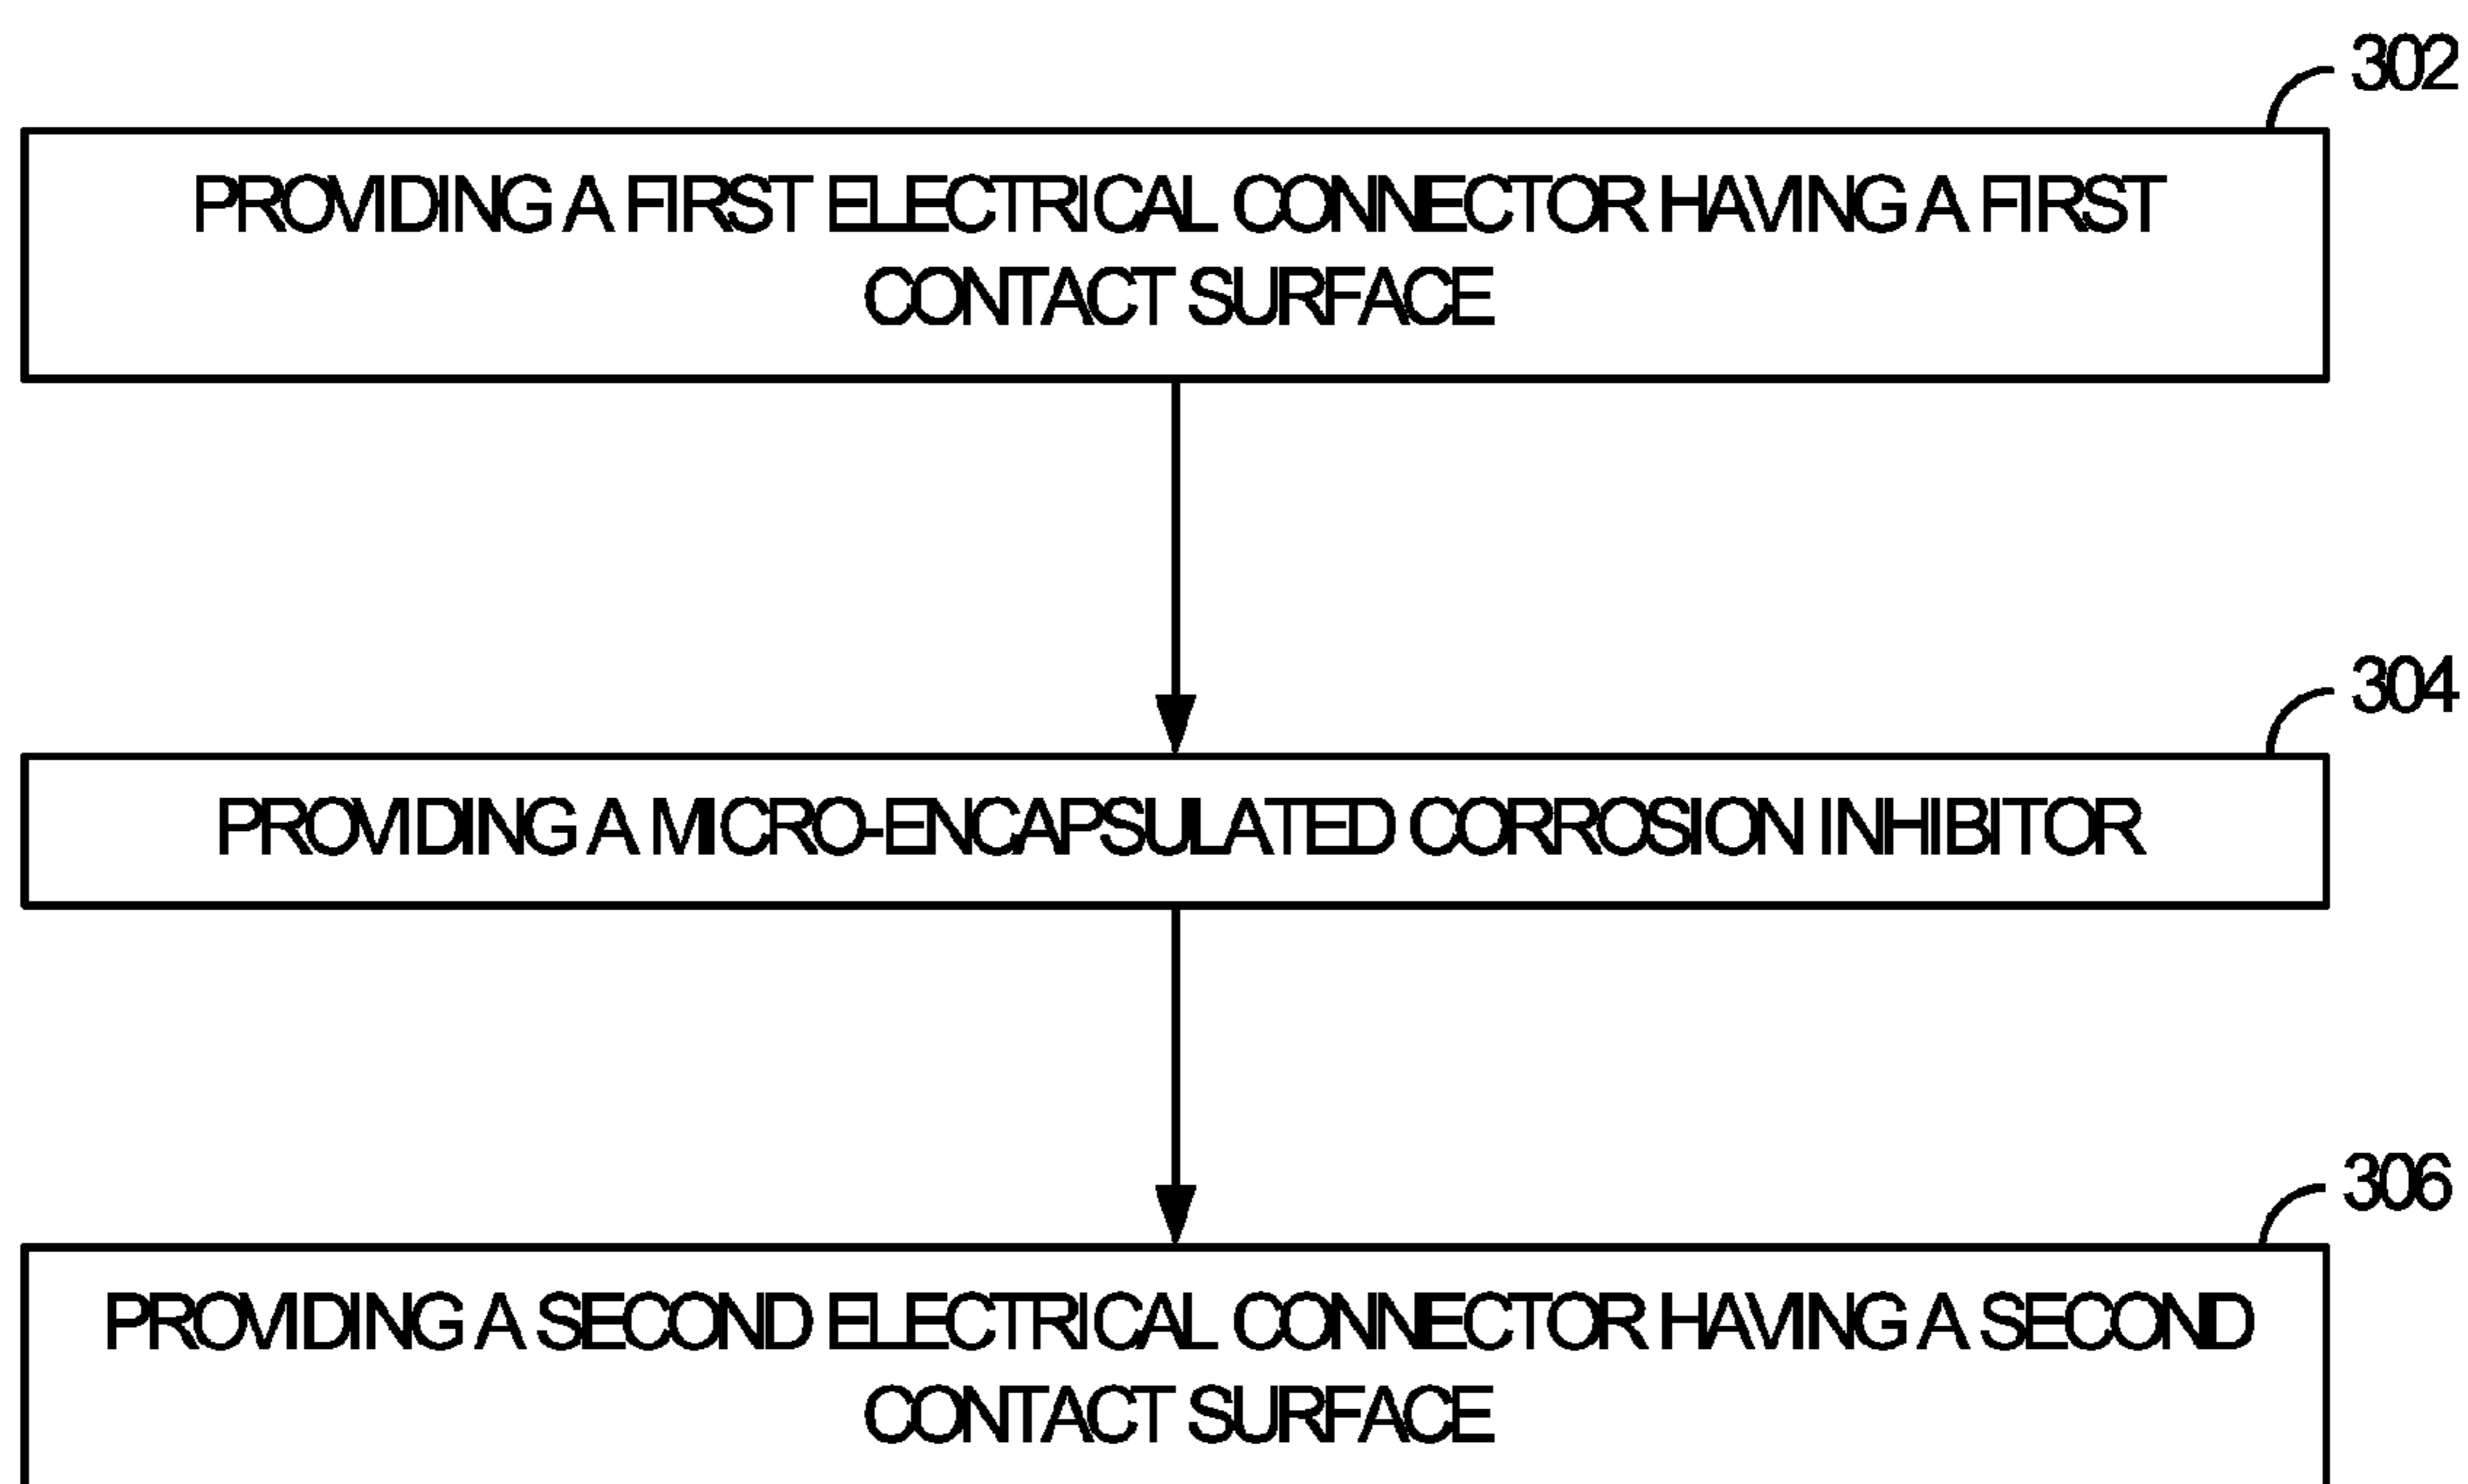 302
PROVIDING A FIRST ELECTRICAL CONNECTOR HAVING A FIRST
CONTACT SURFACE
304
PROVIDING A MICRO-ENCAPSULATED CORROSION INHIBITOR
306
PROVIDING A SECOND ELECTRICAL CONNECTOR HAVING A SECOND
CONTACT SURFACE